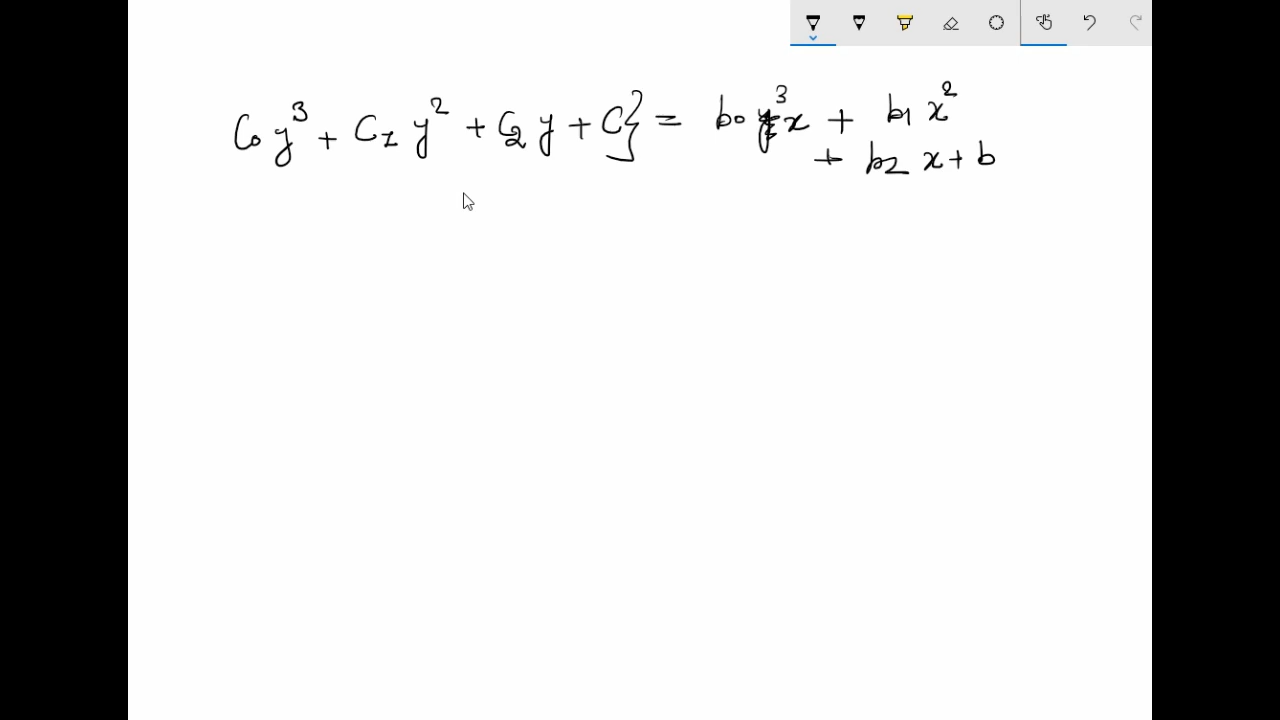 C₀ y³ + C₁ y² + C₂ y + C₃ = b₀ x³ + b₁ x²
+ b₂ x + b